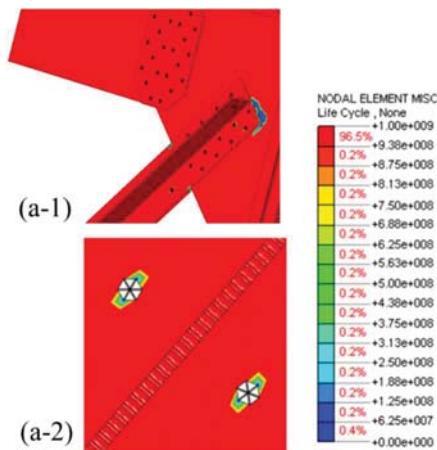 (a-1)
(a-2)
NODAL ELEMENT MISC
Life Cycle , None
+1.00e+009
96.5%
+9.38e+008
0.2%
+8.75e+008
0.2%
+8.13e+008
0.2%
+7.50e+008
0.2%
+6.88e+008
0.2%
+6.25e+008
0.2%
+5.63e+008
0.2%
+5.00e+008
0.2%
+4.38e+008
0.2%
+3.75e+008
0.2%
+3.13e+008
0.2%
+2.50e+008
0.2%
+1.88e+008
0.2%
+1.25e+008
0.2%
+6.25e+007
0.4%
+0.00e+000